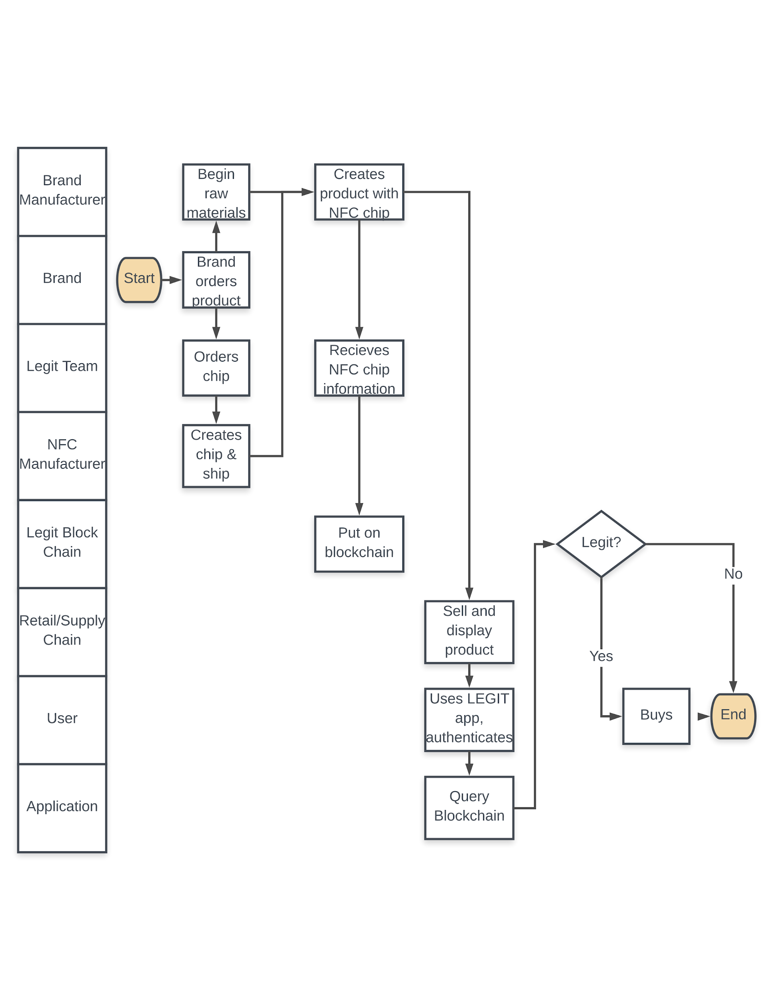 Brand
Manufacturer
Begin
raw
materials
Creates
product with
NFC chip
Brand
Start
Brand
orders
product
Legit Team
Orders
chip
Recieves
NFC chip
information
NFC
Manufacturer
Creates
chip &
ship
Legit Block
Chain
Put on
blockchain
Legit?
No
Retail/Supply
Chain
Sell and
display
product
Yes
User
Uses LEGIT
app,
authenticates
Buys
End
Application
Query
Blockchain